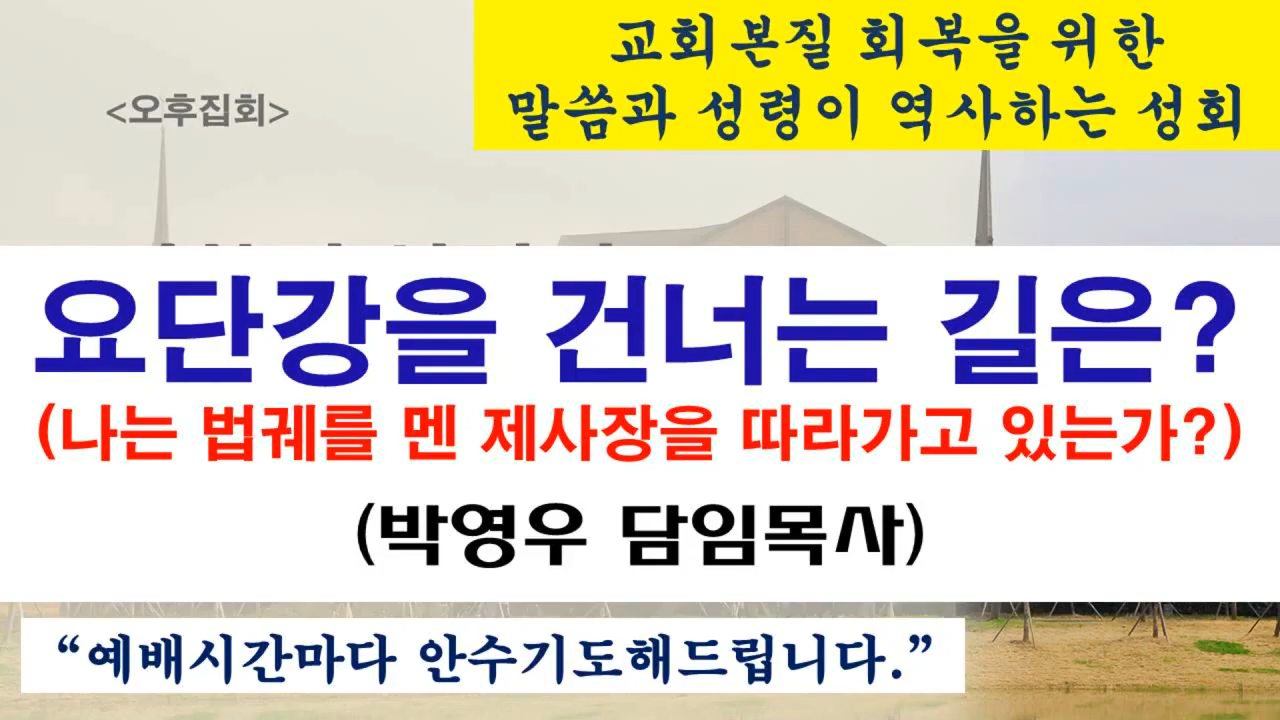 교회본질 회복을 위한
말씀과 성령이 역사하는 성회
<오후집회>
요단강을 건너는 길은?
(나는 법궤를 멘 제사장을 따라가고 있는가?)
(박영우 담임목사)
“예배시간마다 안수기도해드립니다.”